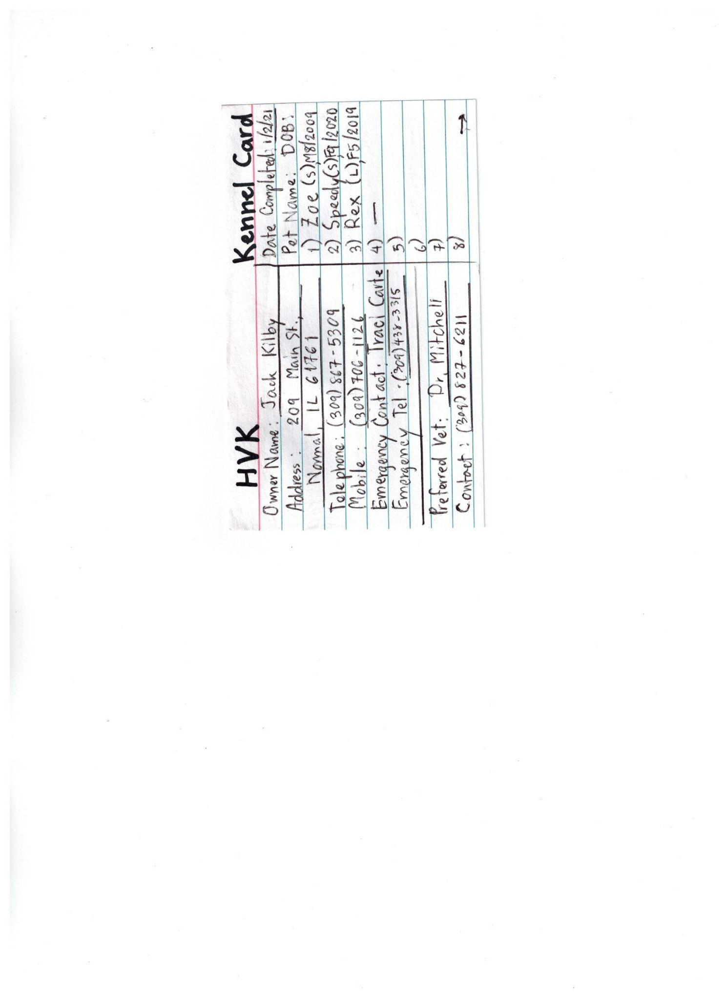 HVK Kennel Card
Owner Name: Jack Kilby
Address: 209 Main St.,
Normal, IL 61761
Telephone: (309) 867-5309
Mobile: (309) 706-1126
Emergency Contact: Traci Carte
Emergency Tel: (309) 438-3315
Preferred Vet: Dr. Mitchell
Contact: (309) 827-6211
Date Completed: 1/2/21
Pet Name: DOB:
1) Zoe (S) M 8/2009
2) Speedy (S) F 9/2020
3) Rex (L) F 5/2019
4) —
5)
6)
7)
8) →